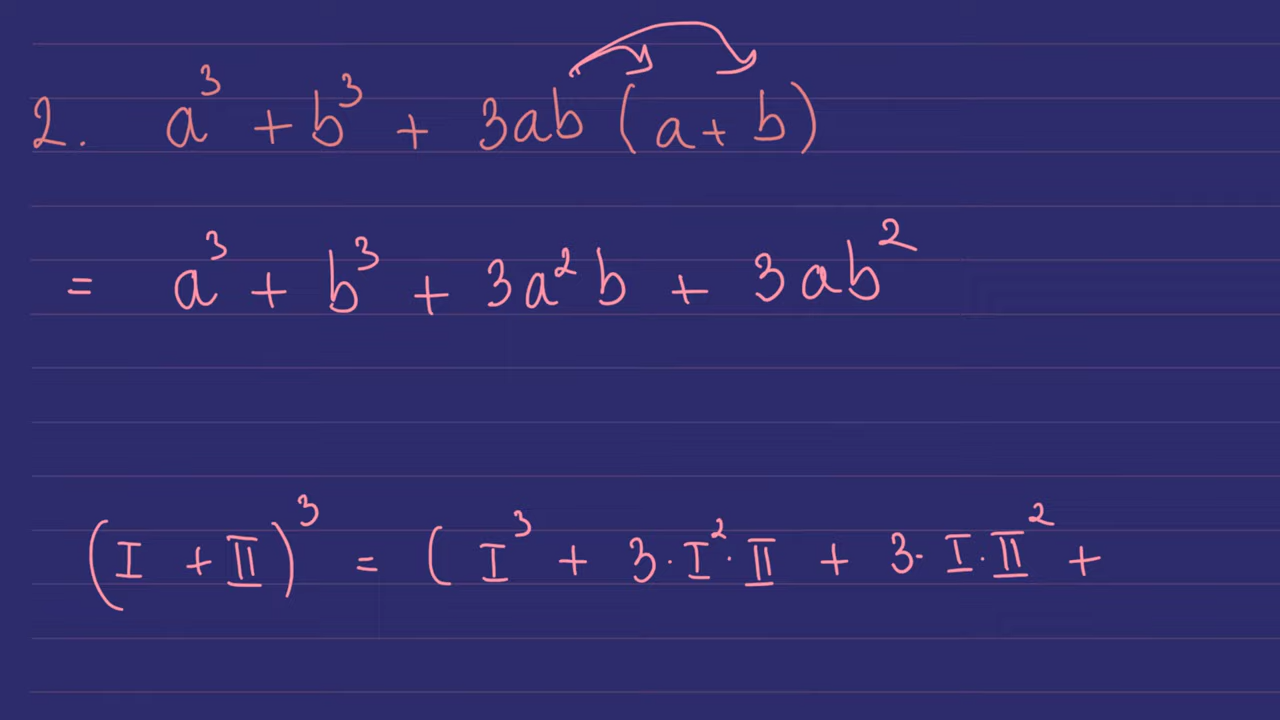 2. a³ + b³ + 3ab (a + b)
= a³ + b³ + 3a²b + 3ab²
(I + II)³ = ( I³ + 3·I²·II + 3·I·II² +